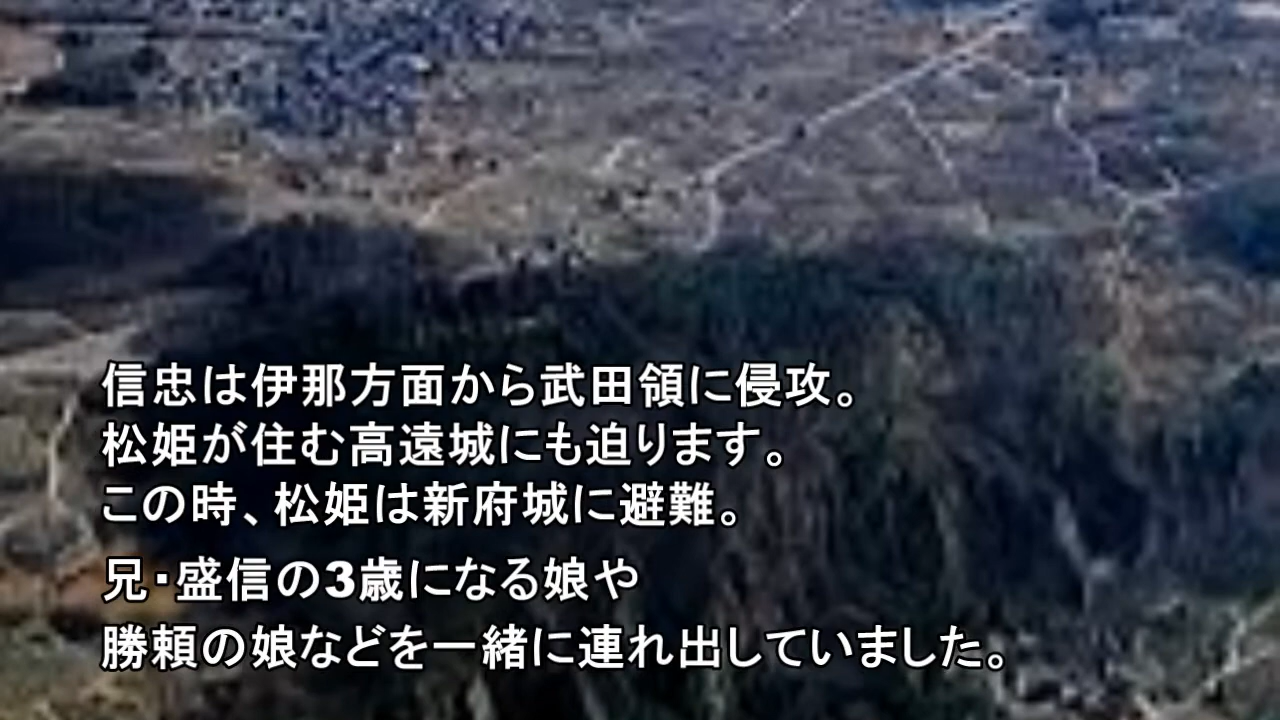 信忠は伊那方面から武田領に侵攻。
松姫が住む高遠城にも迫ります。
この時、松姫は新府城に避難。
兄・盛信の3歳になる娘や
勝頼の娘などを一緒に連れ出していました。